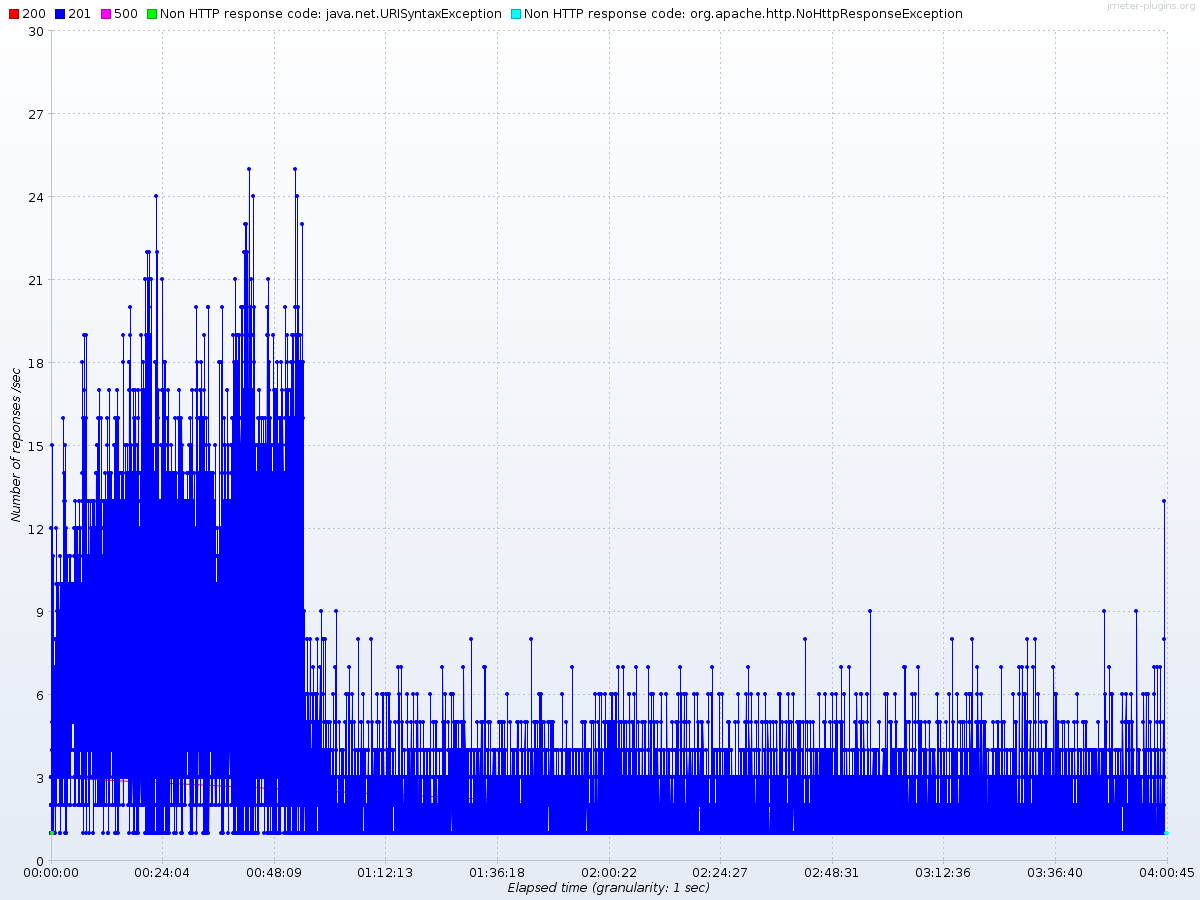 200 201 500 Non HTTP response code: java.net.URISyntaxException Non HTTP response code: org.apache.http.NoHttpResponseException
jmeter-plugins.org
30
27
24
21
18
15
12
9
6
3
0
Number of reponses /sec
00:00:00 00:24:04 00:48:09 01:12:13 01:36:18 02:00:22 02:24:27 02:48:31 03:12:36 03:36:40 04:00:45
Elapsed time (granularity: 1 sec)